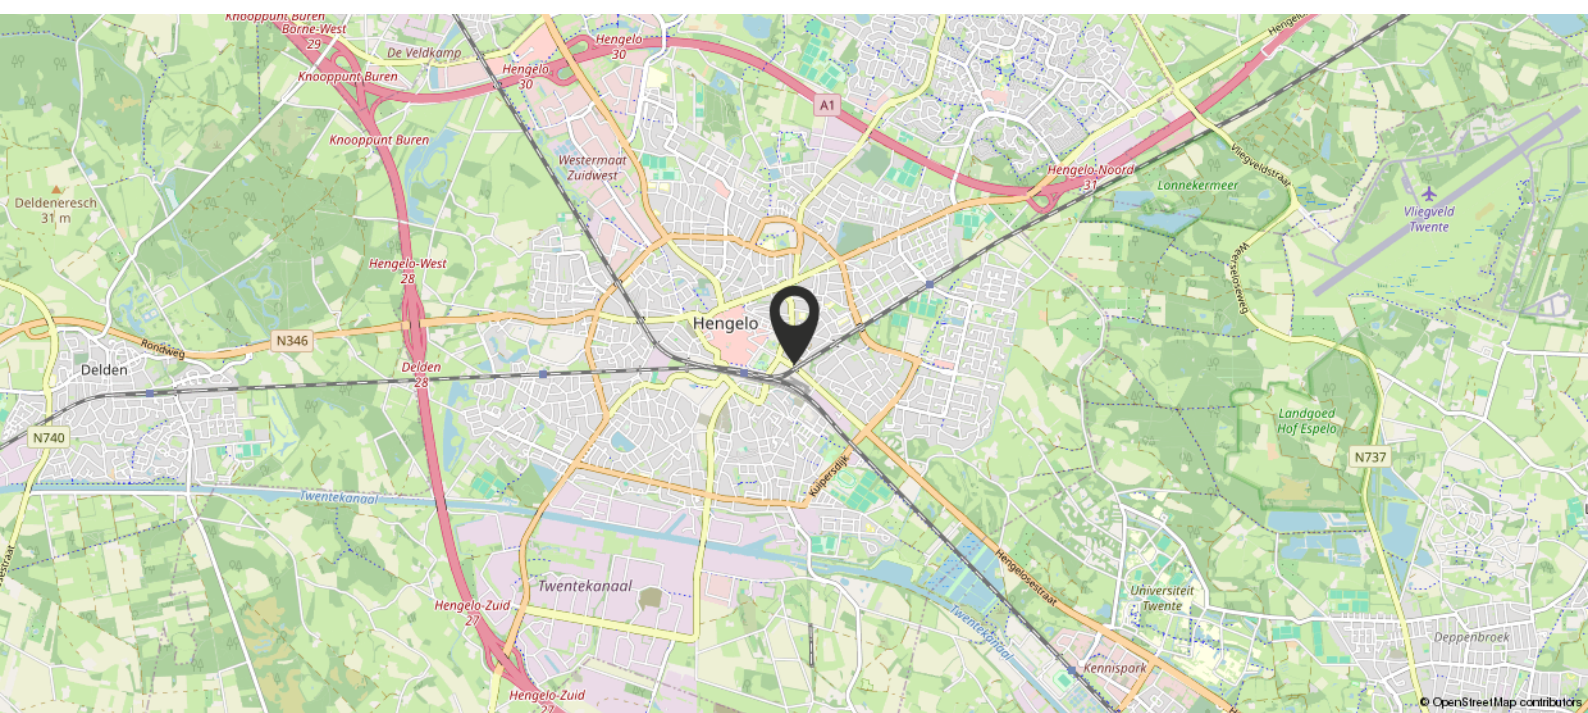 Knooppunt Buren
Borne-West
29
De Veldkamp
Hengelo
30
Hengelo
30
Knooppunt Buren
Hengelo
A1
Knooppunt Buren
Westermaat
Zuidwest
Hengelo-Noord
31
Vliegveldstraat
Lonnekermeer
Deldeneresch
31 m
Vliegveld
Twente
Hengelo-West
28
Weerseloseweg
Hengelo
N346
Rondweg
Delden
Delden
28
Landgoed
Hof Espelo
N740
N737
Kuipersdijk
Twentekanaal
Hengelosestraat
Twentekanaal
Universiteit
Twente
Hengelo-Zuid
27
Twentekanaal
Deppenbroek
Kennispark
Hengelo-Zuid
27
© OpenStreetMap contributors